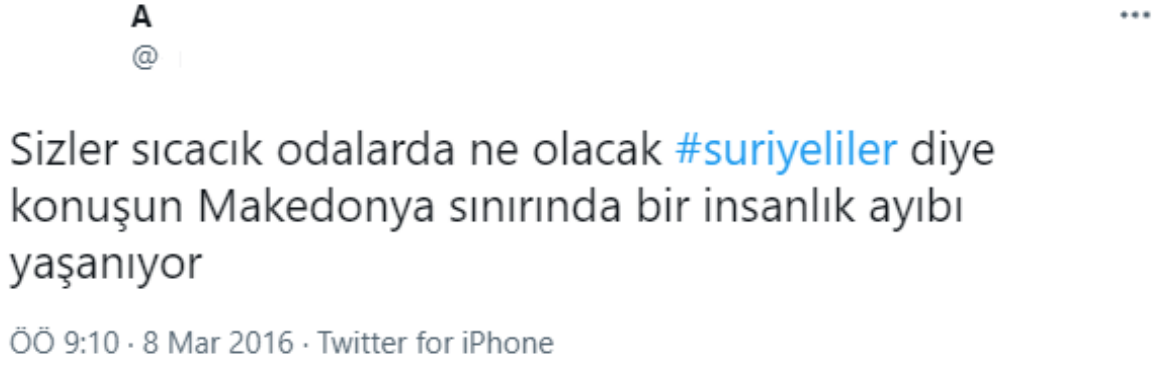 A
@
Sizler sıcacık odalarda ne olacak #suriyeliler diye
konuşun Makedonya sınırında bir insanlık ayıbı
yaşanıyor
ÖÖ 9:10 · 8 Mar 2016 · Twitter for iPhone